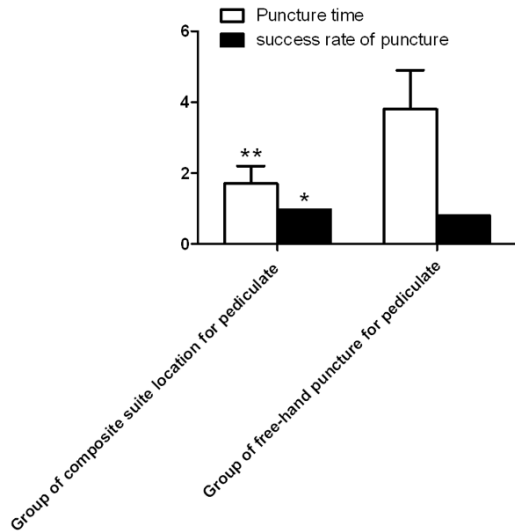 Puncture time
success rate of puncture
6
4
2
0
**
*
Group of composite suite location for pediculate
Group of free-hand puncture for pediculate